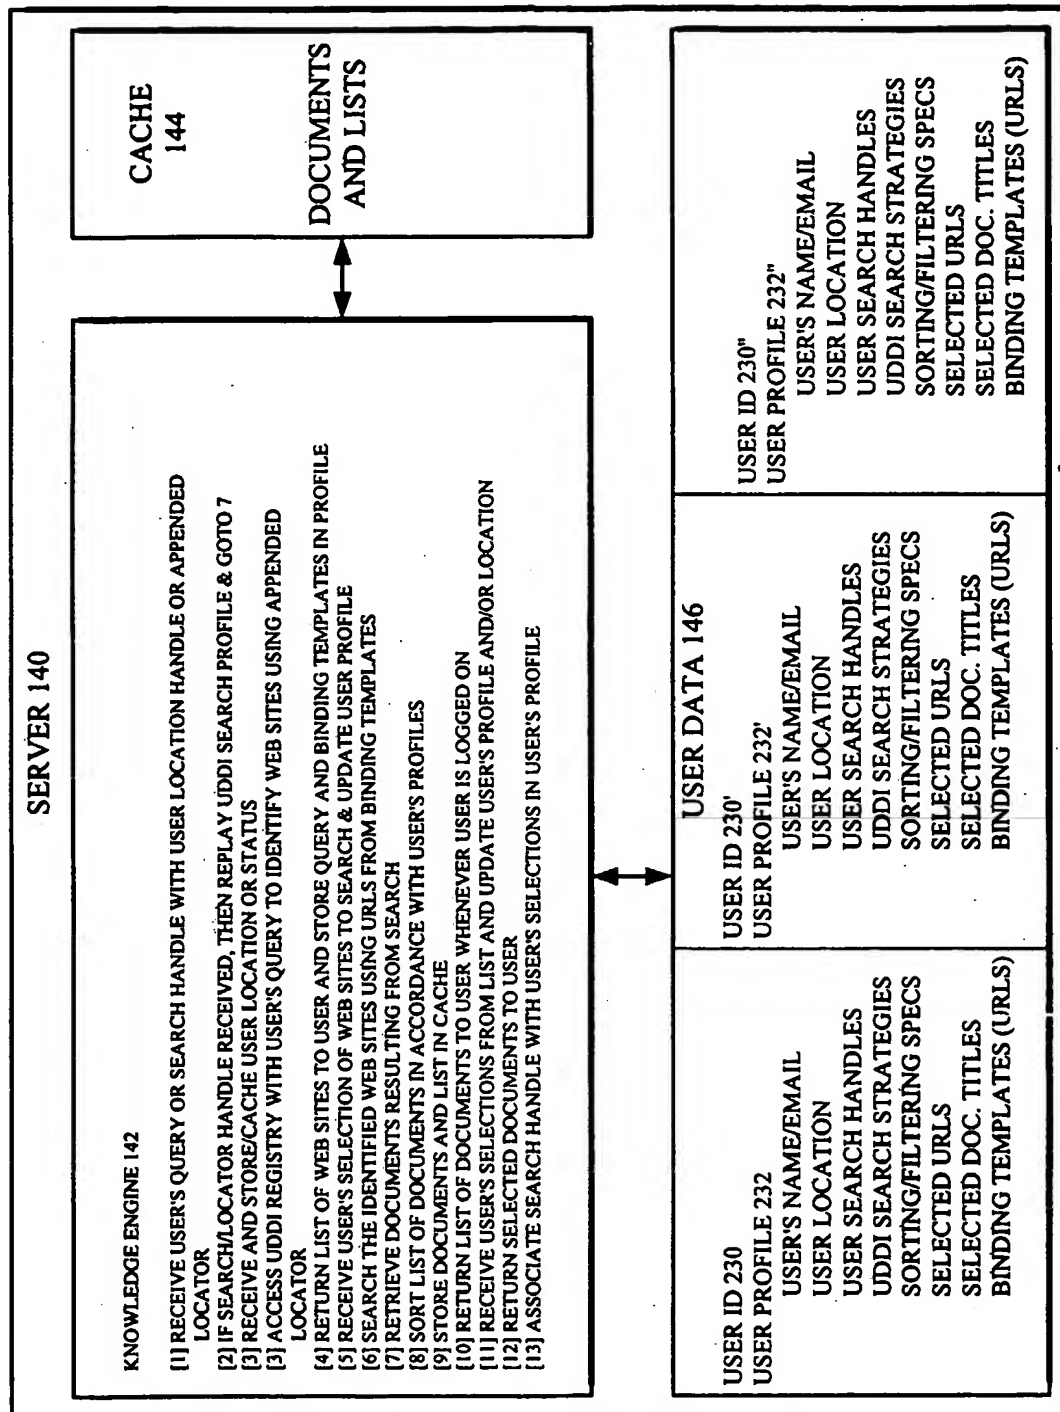 SERVER 140
KNOWLEDGE ENGINE 142
[1] RECEIVE USER'S QUERY OR SEARCH HANDLE WITH USER LOCATION HANDLE OR APPENDED
LOCATOR
[2] IF SEARCH/LOCATOR HANDLE RECEIVED, THEN REPLAY UDDI SEARCH PROFILE & GOTO 7
[3] RECEIVE AND STORE/CACHE USER LOCATION OR STATUS
[3] ACCESS UDDI REGISTRY WITH USER'S QUERY TO IDENTIFY WEB SITES USING APPENDED
LOCATOR
[4] RETURN LIST OF WEB SITES TO USER AND STORE QUERY AND BINDING TEMPLATES IN PROFILE
[5] RECEIVE USER'S SELECTION OF WEB SITES TO SEARCH & UPDATE USER PROFILE
[6] SEARCH THE IDENTIFIED WEB SITES USING URLS FROM BINDING TEMPLATES
[7] RETRIEVE DOCUMENTS RESULTING FROM SEARCH
[8] SORT LIST OF DOCUMENTS IN ACCORDANCE WITH USER'S PROFILES
[9] STORE DOCUMENTS AND LIST IN CACHE
[10] RETURN LIST OF DOCUMENTS TO USER WHENEVER USER IS LOGGED ON
[11] RECEIVE USER'S SELECTIONS FROM LIST AND UPDATE USER'S PROFILE AND/OR LOCATION
[12] RETURN SELECTED DOCUMENTS TO USER
[13] ASSOCIATE SEARCH HANDLE WITH USER'S SELECTIONS IN USER'S PROFILE
CACHE
144
DOCUMENTS
AND LISTS
USER DATA 146
USER ID 230
USER PROFILE 232
USER'S NAME/EMAIL
USER LOCATION
USER SEARCH HANDLES
UDDI SEARCH STRATEGIES
SORTING/FILTERING SPECS
SELECTED URLS
SELECTED DOC. TITLES
BINDING TEMPLATES (URLS)
USER ID 230'
USER PROFILE 232'
USER'S NAME/EMAIL
USER LOCATION
USER SEARCH HANDLES
UDDI SEARCH STRATEGIES
SORTING/FILTERING SPECS
SELECTED URLS
SELECTED DOC. TITLES
BINDING TEMPLATES (URLS)
USER ID 230"
USER PROFILE 232"
USER'S NAME/EMAIL
USER LOCATION
USER SEARCH HANDLES
UDDI SEARCH STRATEGIES
SORTING/FILTERING SPECS
SELECTED URLS
SELECTED DOC. TITLES
BINDING TEMPLATES (URLS)